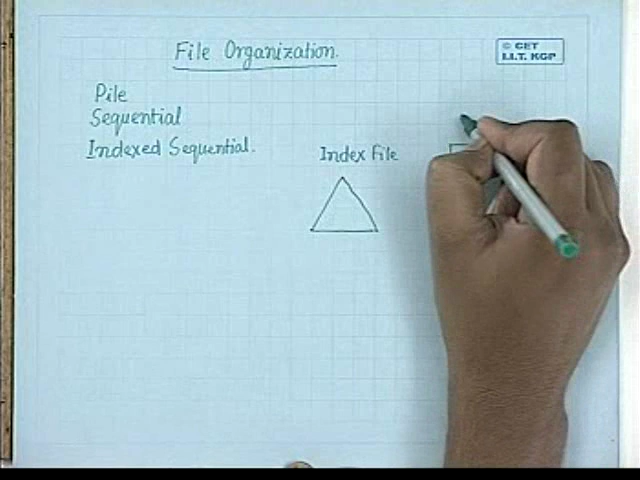 File Organization.
© CET
I.I.T. KGP
Pile
Sequential
Indexed Sequential.
Index File